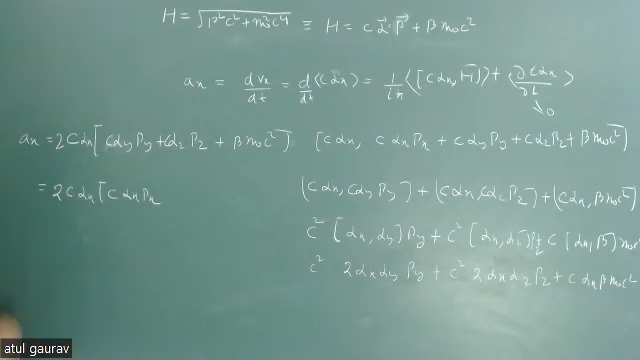 H = √p²c² + m₀²c⁴ ≡ H = c α⃗·p⃗ + β m₀c²
aₓ = dvₓ/dt = d/dt ⟨cαₓ⟩ = 1/iħ ⟨[cαₓ, H]⟩ + ⟨∂cαₓ/∂t⟩
↘0
aₓ = 2cαₓ[cα_y P_y + cα_z P_z + β m₀c²]
[cαₓ, cαₓPₓ + cα_yP_y + cα_zP_z + β m₀c²]
= 2cαₓ[cαₓPₓ
[cαₓ, cα_yP_y] + [cαₓ, cα_zP_z] + [cαₓ, βm₀c²]
c² [αₓ, α_y] P_y + c² [αₓ, α_z] P_z + c [αₓ, β] m₀c
c² 2αₓα_y P_y + c² 2αₓα_z P_z + c αₓ β m₀c²
atul gaurav